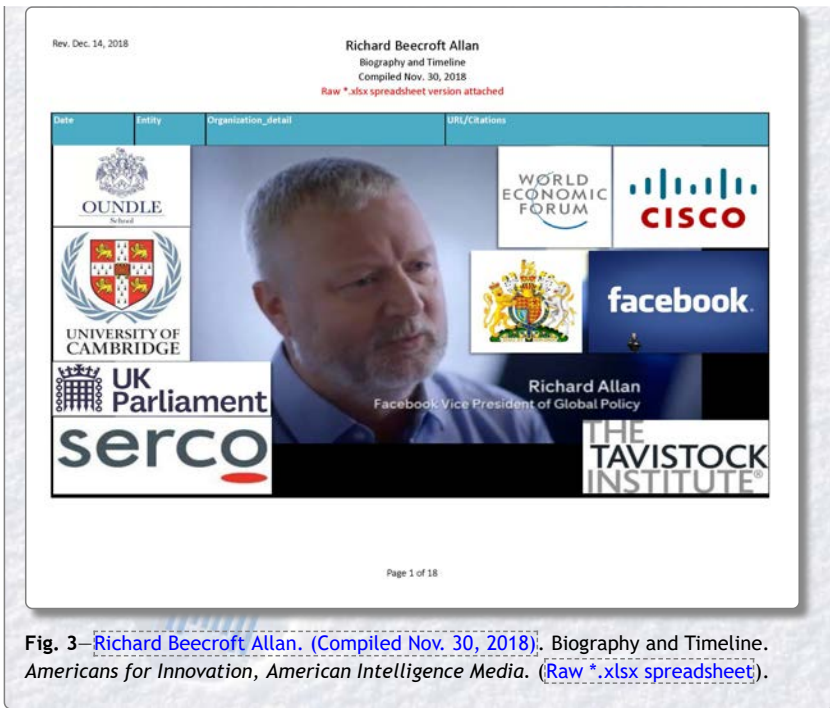 Rev. Dec. 14, 2018
Richard Beecroft Allan
Biography and Timeline
Compiled Nov. 30, 2018
Raw *.xlsx spreadsheet version attached
Date Entity Organization_detail URL/Citations
OUNDLE
School
UNIVERSITY OF
CAMBRIDGE
UK
Parliament
serco
WORLD
ECONOMIC
FORUM
CISCO
facebook
Richard Allan
Facebook Vice President of Global Policy
THE
TAVISTOCK
INSTITUTE®
Page 1 of 18
Fig. 3—Richard Beecroft Allan. (Compiled Nov. 30, 2018). Biography and Timeline.
Americans for Innovation, American Intelligence Media. (Raw *.xlsx spreadsheet).